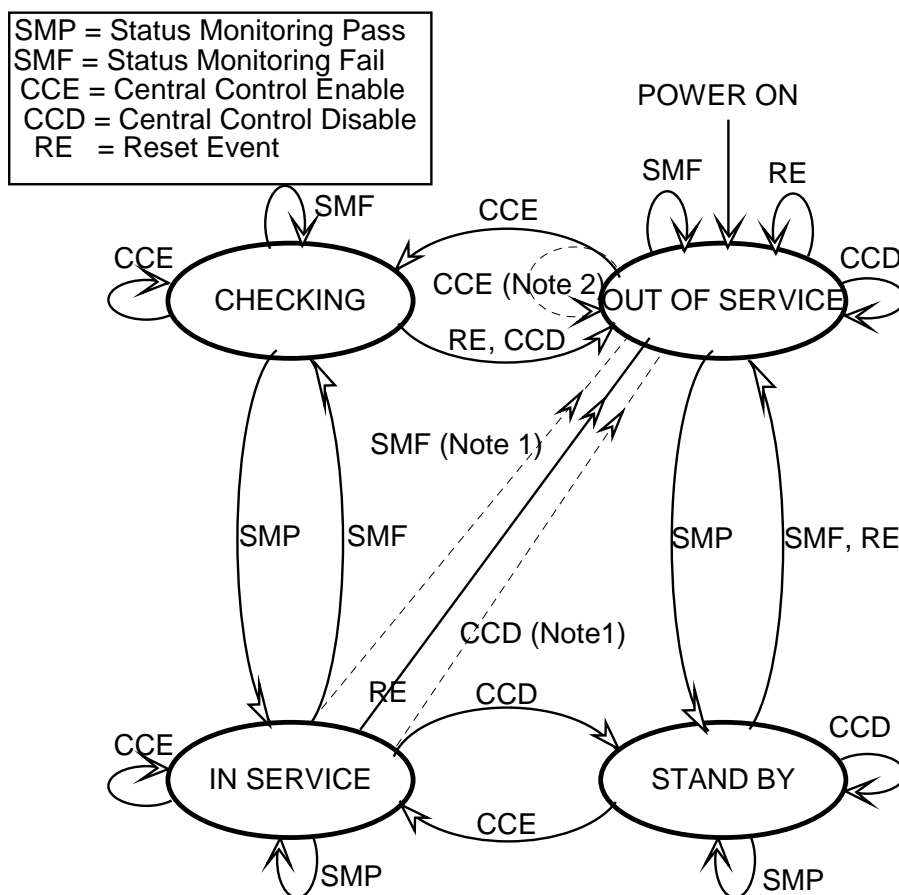 SMP = Status Monitoring Pass
SMF = Status Monitoring Fail
CCE = Central Control Enable
CCD = Central Control Disable
RE = Reset Event
POWER ON
SMF
RE
SMF
CCE
CCE
CCD
CHECKING
CCE (Note 2)
OUT OF SERVICE
RE, CCD
SMF (Note 1)
SMP
SMF
SMP
SMF, RE
CCD (Note1)
RE
CCD
CCE
CCD
IN SERVICE
STAND BY
CCE
SMP
SMP